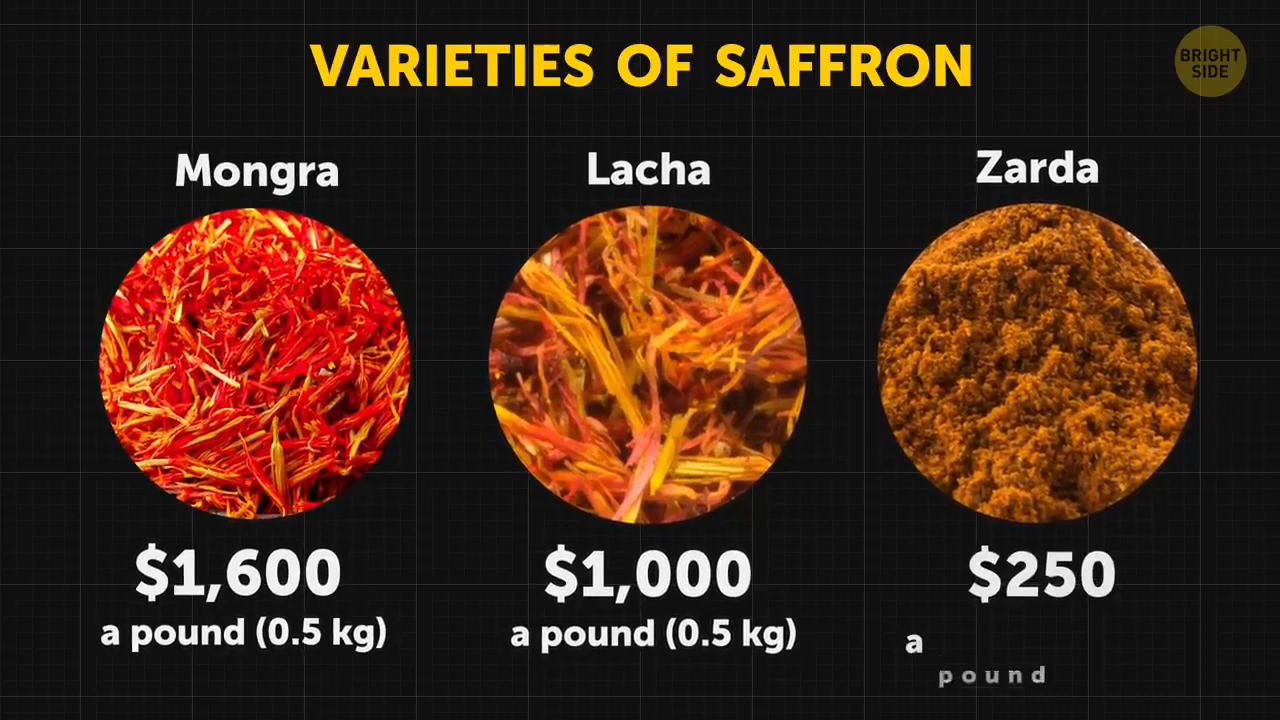 VARIETIES OF SAFFRON
BRIGHT
SIDE
Mongra
Lacha
Zarda
$1,600
a pound (0.5 kg)
$1,000
a pound (0.5 kg)
$250
a
pound